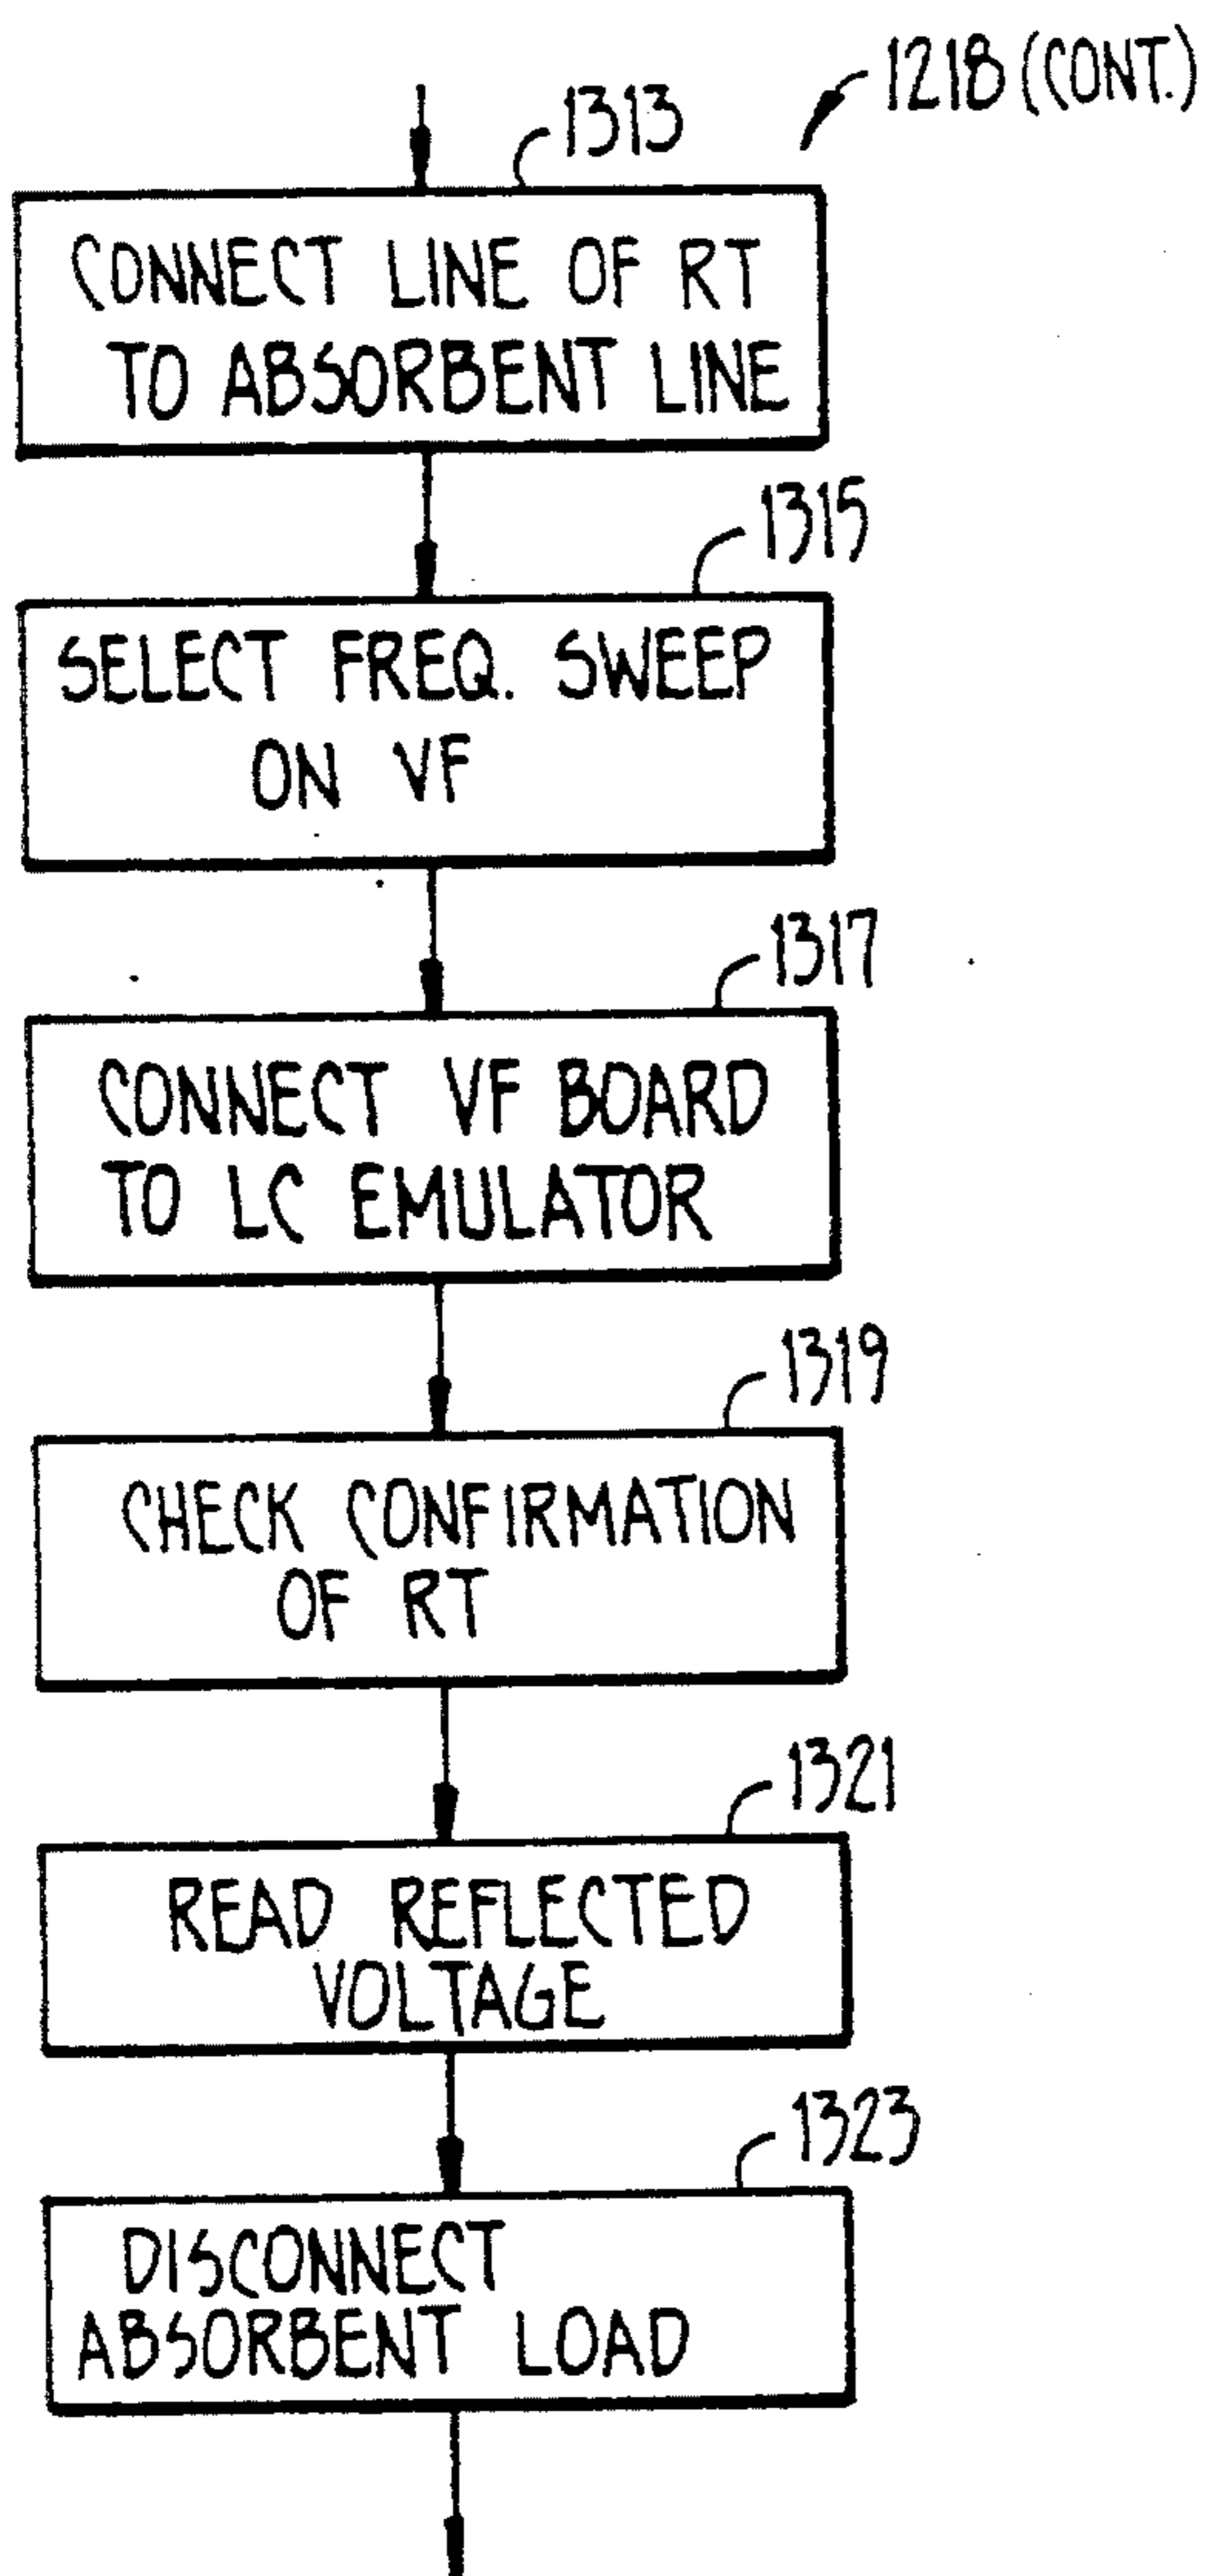 1218 (CONT.)
1313
CONNECT LINE OF RT
TO ABSORBENT LINE
1315
SELECT FREQ. SWEEP
ON VF
1317
CONNECT VF BOARD
TO LC EMULATOR
1319
CHECK CONFIRMATION
OF RT
1321
READ REFLECTED
VOLTAGE
1323
DISCONNECT
ABSORBENT LOAD